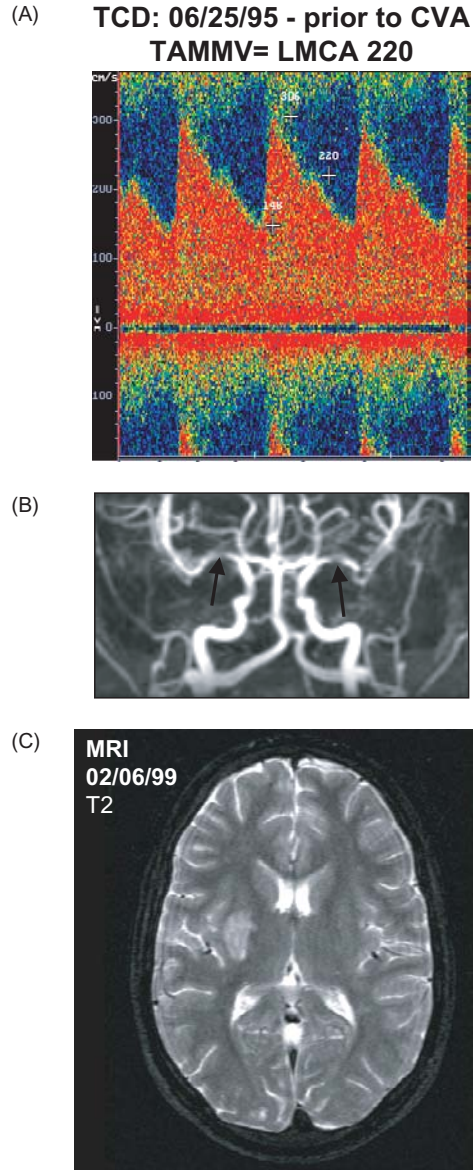 (A)
TCD: 06/25/95 - prior to CVA
TAMMV= LMCA 220
CM/S
306
300
220
200
148
100
0
100
(B)
(C)
MRI
02/06/99
T2